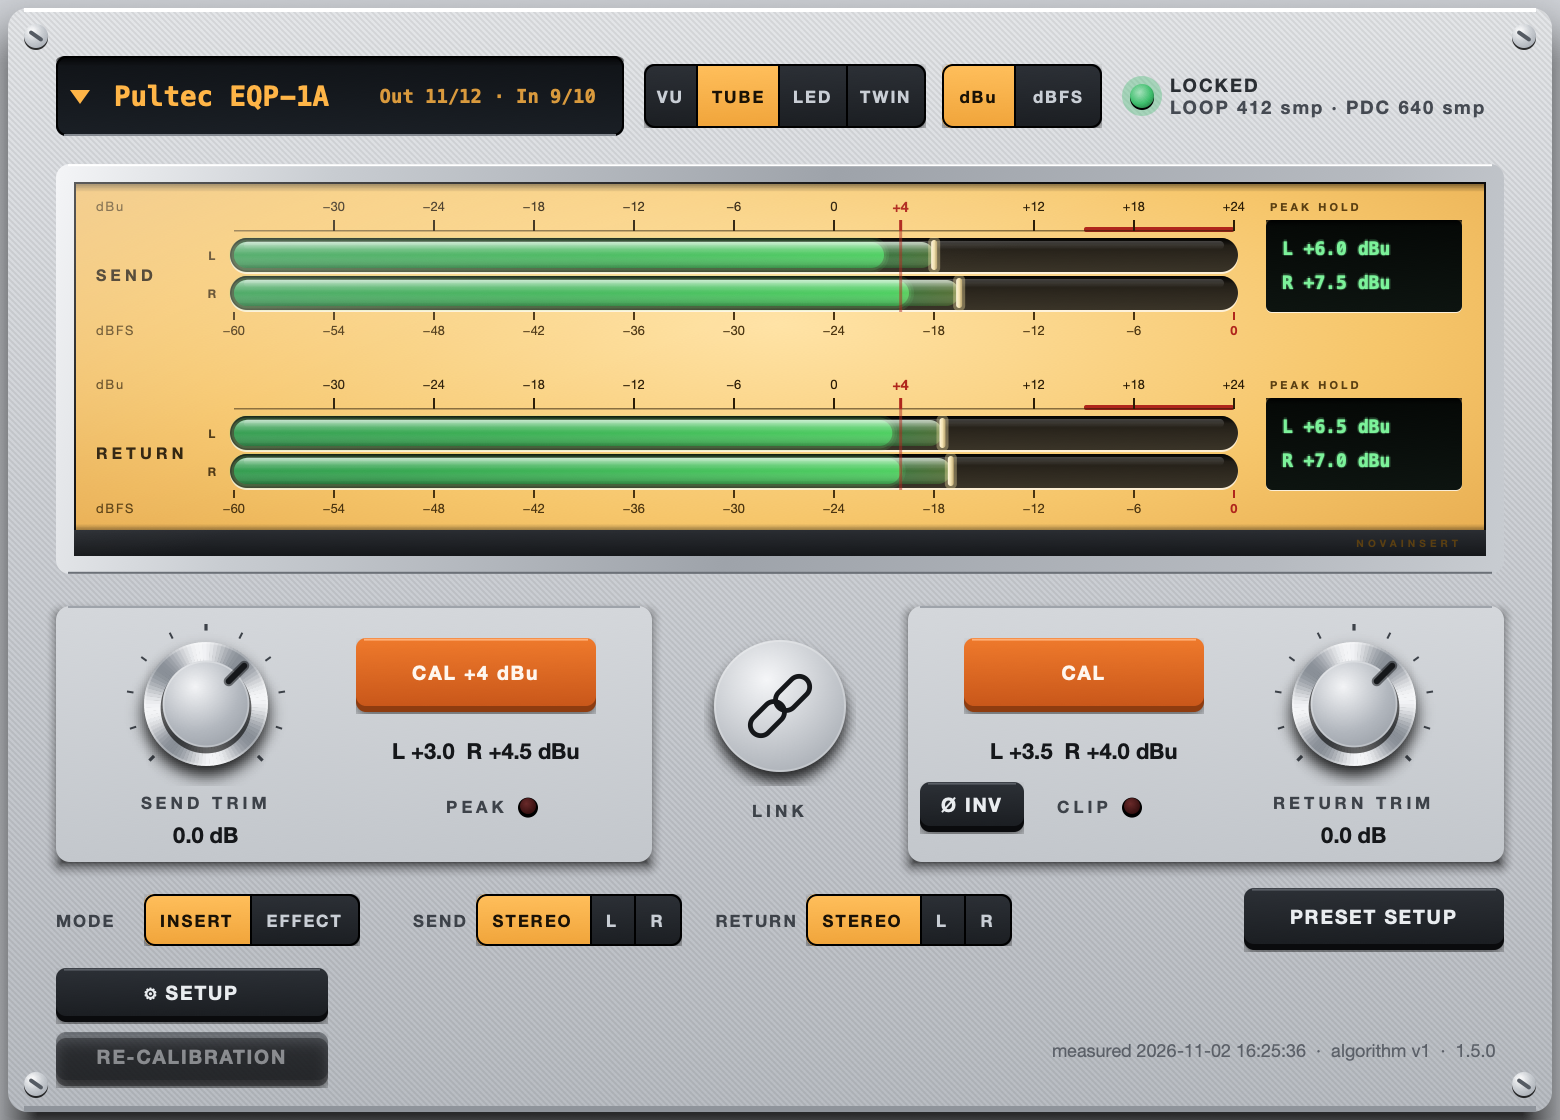 Pultec EQP-1A Out 11/12 · In 9/10
VU TUBE LED TWIN
dBu dBFS
LOCKED
LOOP 412 smp · PDC 640 smp
dBu -30 -24 -18 -12 -6 0 +4 +12 +18 +24 PEAK HOLD
L
SEND
R
L +6.0 dBu
R +7.5 dBu
dBFS -60 -54 -48 -42 -36 -30 -24 -18 -12 -6 0
dBu -30 -24 -18 -12 -6 0 +4 +12 +18 +24 PEAK HOLD
L
RETURN
R
L +6.5 dBu
R +7.0 dBu
dBFS -60 -54 -48 -42 -36 -30 -24 -18 -12 -6 0
NOVAINSERT
CAL +4 dBu
L +3.0 R +4.5 dBu
SEND TRIM
0.0 dB
PEAK
LINK
CAL
L +3.5 R +4.0 dBu
Ø INV
CLIP
RETURN TRIM
0.0 dB
MODE INSERT EFFECT
SEND STEREO L R
RETURN STEREO L R
PRESET SETUP
⚙ SETUP
RE-CALIBRATION
measured 2026-11-02 16:25:36 · algorithm v1 · 1.5.0